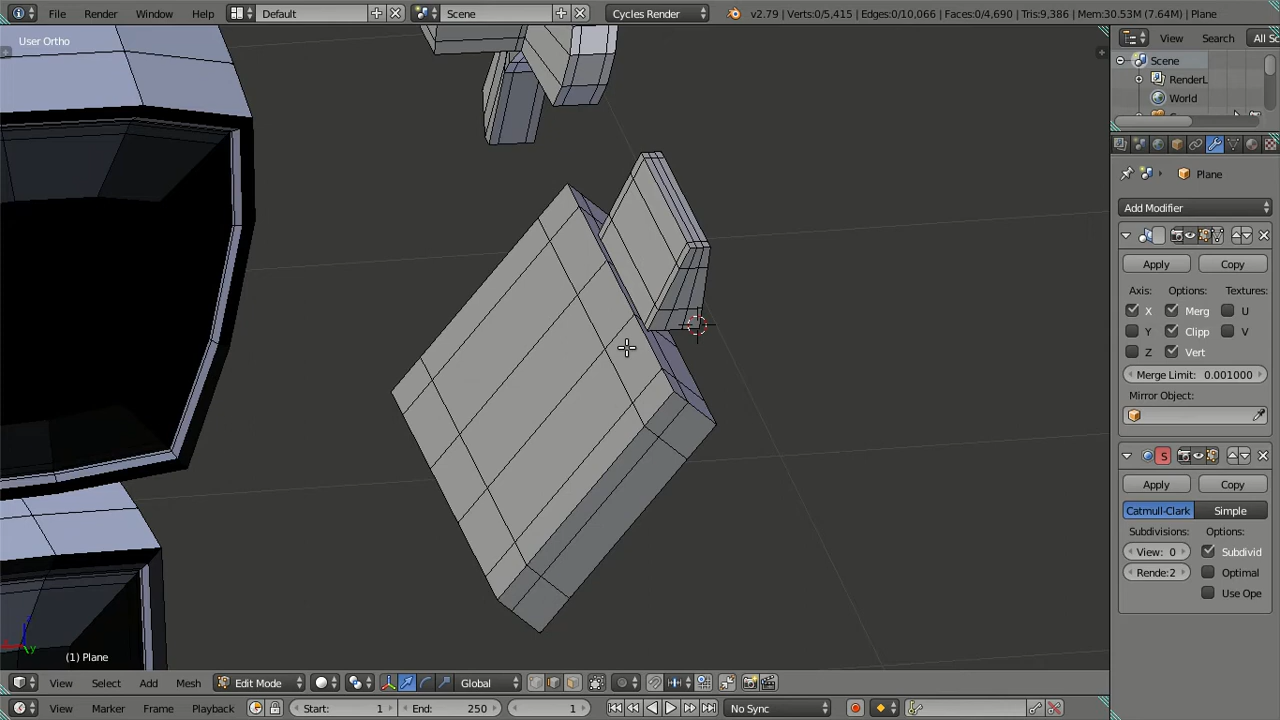 File Render Window Help Default Scene Cycles Render v2.79 | Verts:0/5,415 | Edges:0/10,066 | Faces:0/4,690 | Tris:9,386 | Mem:30.53M (7.64M) | Plane
User Ortho
View Search All Sc
Scene
RenderL
World
Plane
Add Modifier
Apply Copy
Axis: Options: Textures:
X Merg U
Y Clipp V
Z Vert
Merge Limit: 0.001000
Mirror Object:
S
Apply Copy
Catmull-Clark Simple
Subdivisions: Options:
View: 0 Subdivid
Rende:2 Optimal
Use Ope
(1) Plane
View Select Add Mesh Edit Mode Global
View Marker Frame Playback Start: 1 End: 250 1 No Sync